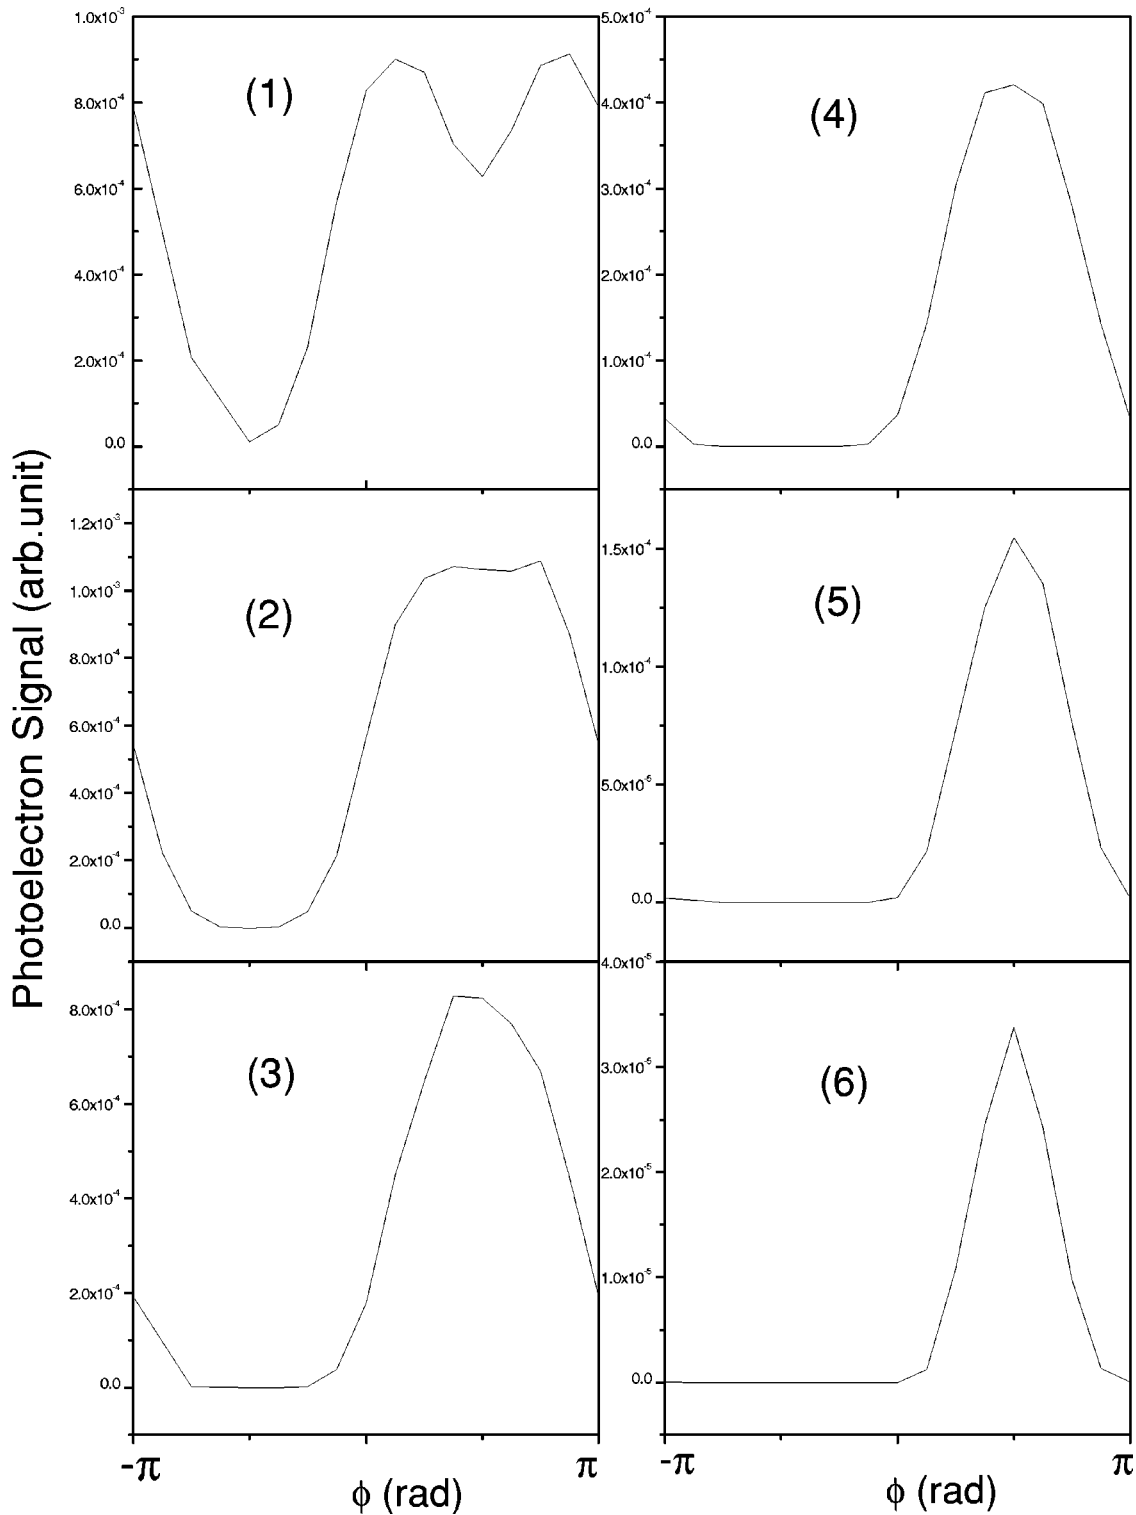 Photoelectron Signal (arb.unit)
1.0x10⁻³
8.0x10⁻⁴
6.0x10⁻⁴
4.0x10⁻⁴
2.0x10⁻⁴
0.0
(1)
5.0x10⁻⁴
4.0x10⁻⁴
3.0x10⁻⁴
2.0x10⁻⁴
1.0x10⁻⁴
0.0
(4)
1.2x10⁻³
1.0x10⁻³
8.0x10⁻⁴
6.0x10⁻⁴
4.0x10⁻⁴
2.0x10⁻⁴
0.0
(2)
1.5x10⁻⁴
1.0x10⁻⁴
5.0x10⁻⁵
0.0
(5)
8.0x10⁻⁴
6.0x10⁻⁴
4.0x10⁻⁴
2.0x10⁻⁴
0.0
(3)
4.0x10⁻⁵
3.0x10⁻⁵
2.0x10⁻⁵
1.0x10⁻⁵
0.0
(6)
-π π
ϕ (rad)
-π π
ϕ (rad)